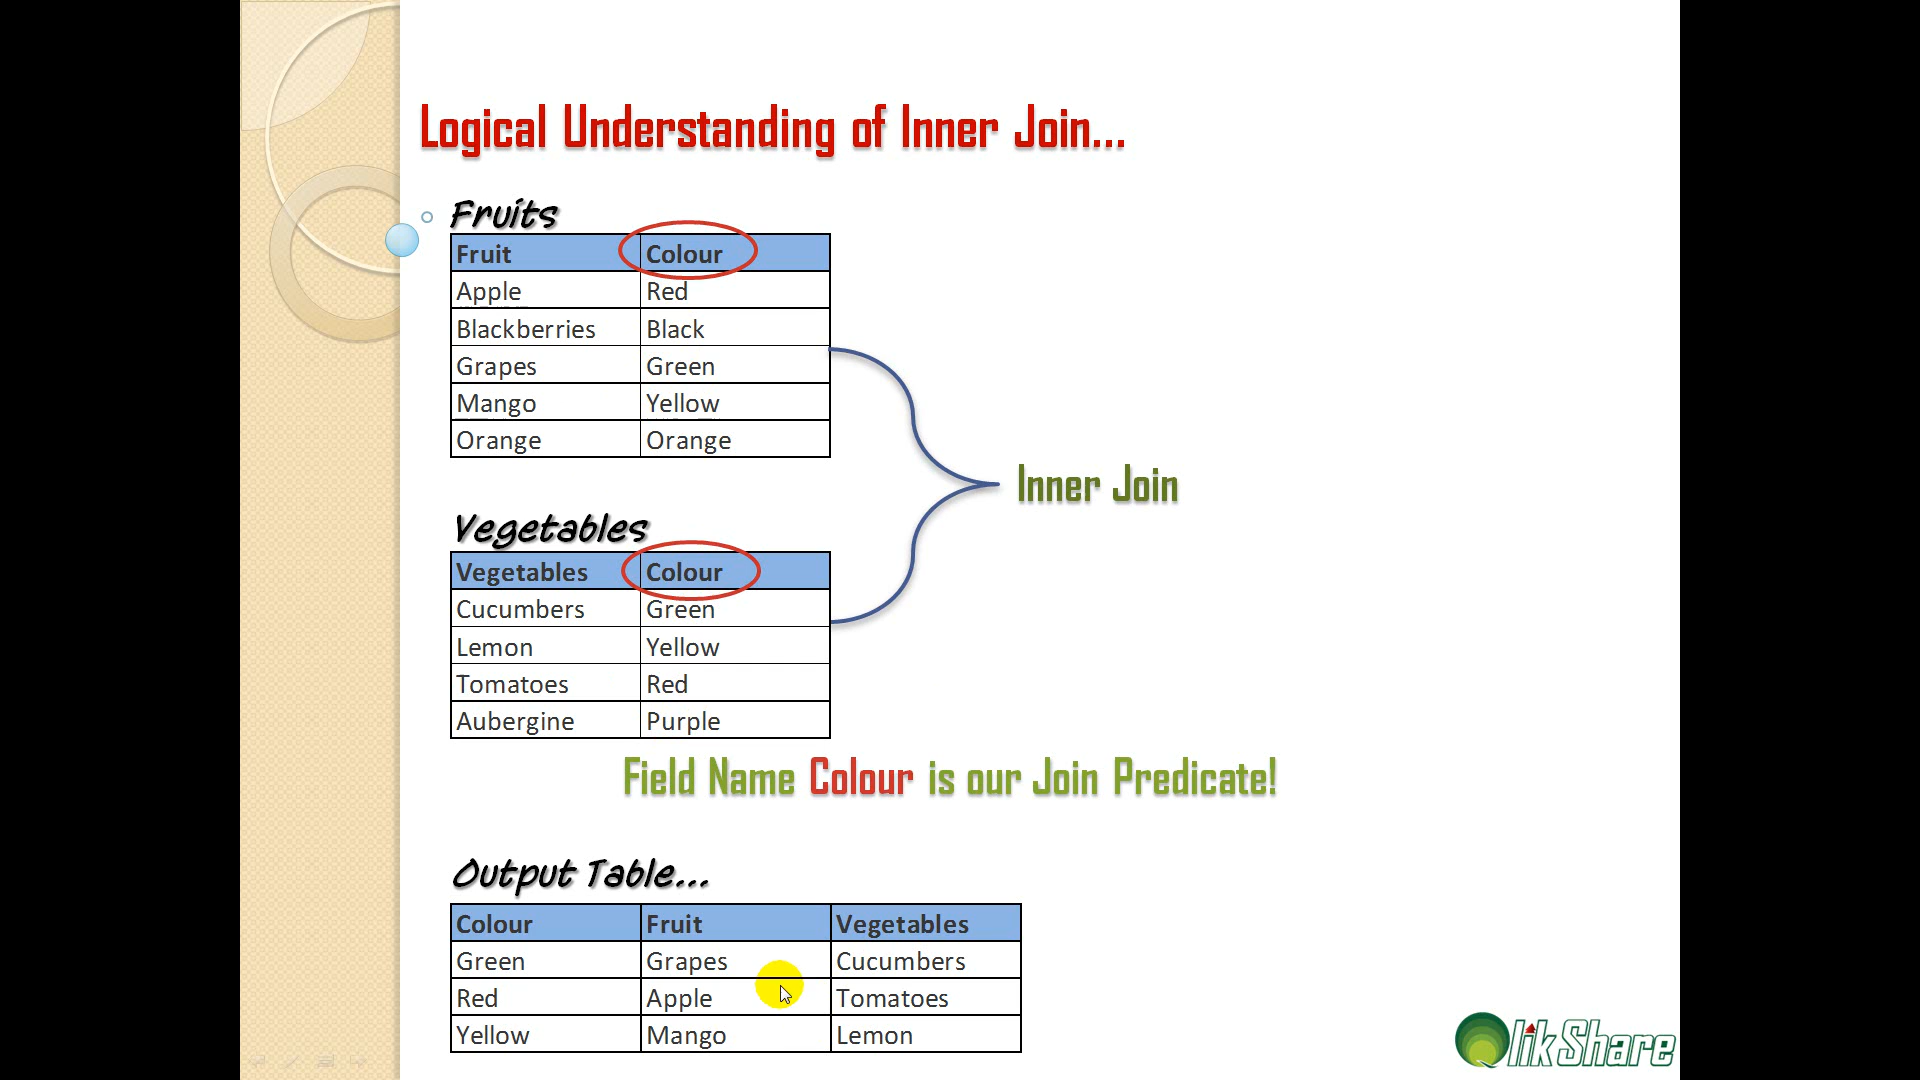 Logical Understanding of Inner Join...
Fruits
Fruit Colour
Apple Red
Blackberries Black
Grapes Green
Mango Yellow
Orange Orange
Inner Join
Vegetables
Vegetables Colour
Cucumbers Green
Lemon Yellow
Tomatoes Red
Aubergine Purple
Field Name Colour is our Join Predicate!
Output Table...
Colour Fruit Vegetables
Green Grapes Cucumbers
Red Apple Tomatoes
Yellow Mango Lemon
QlikShare